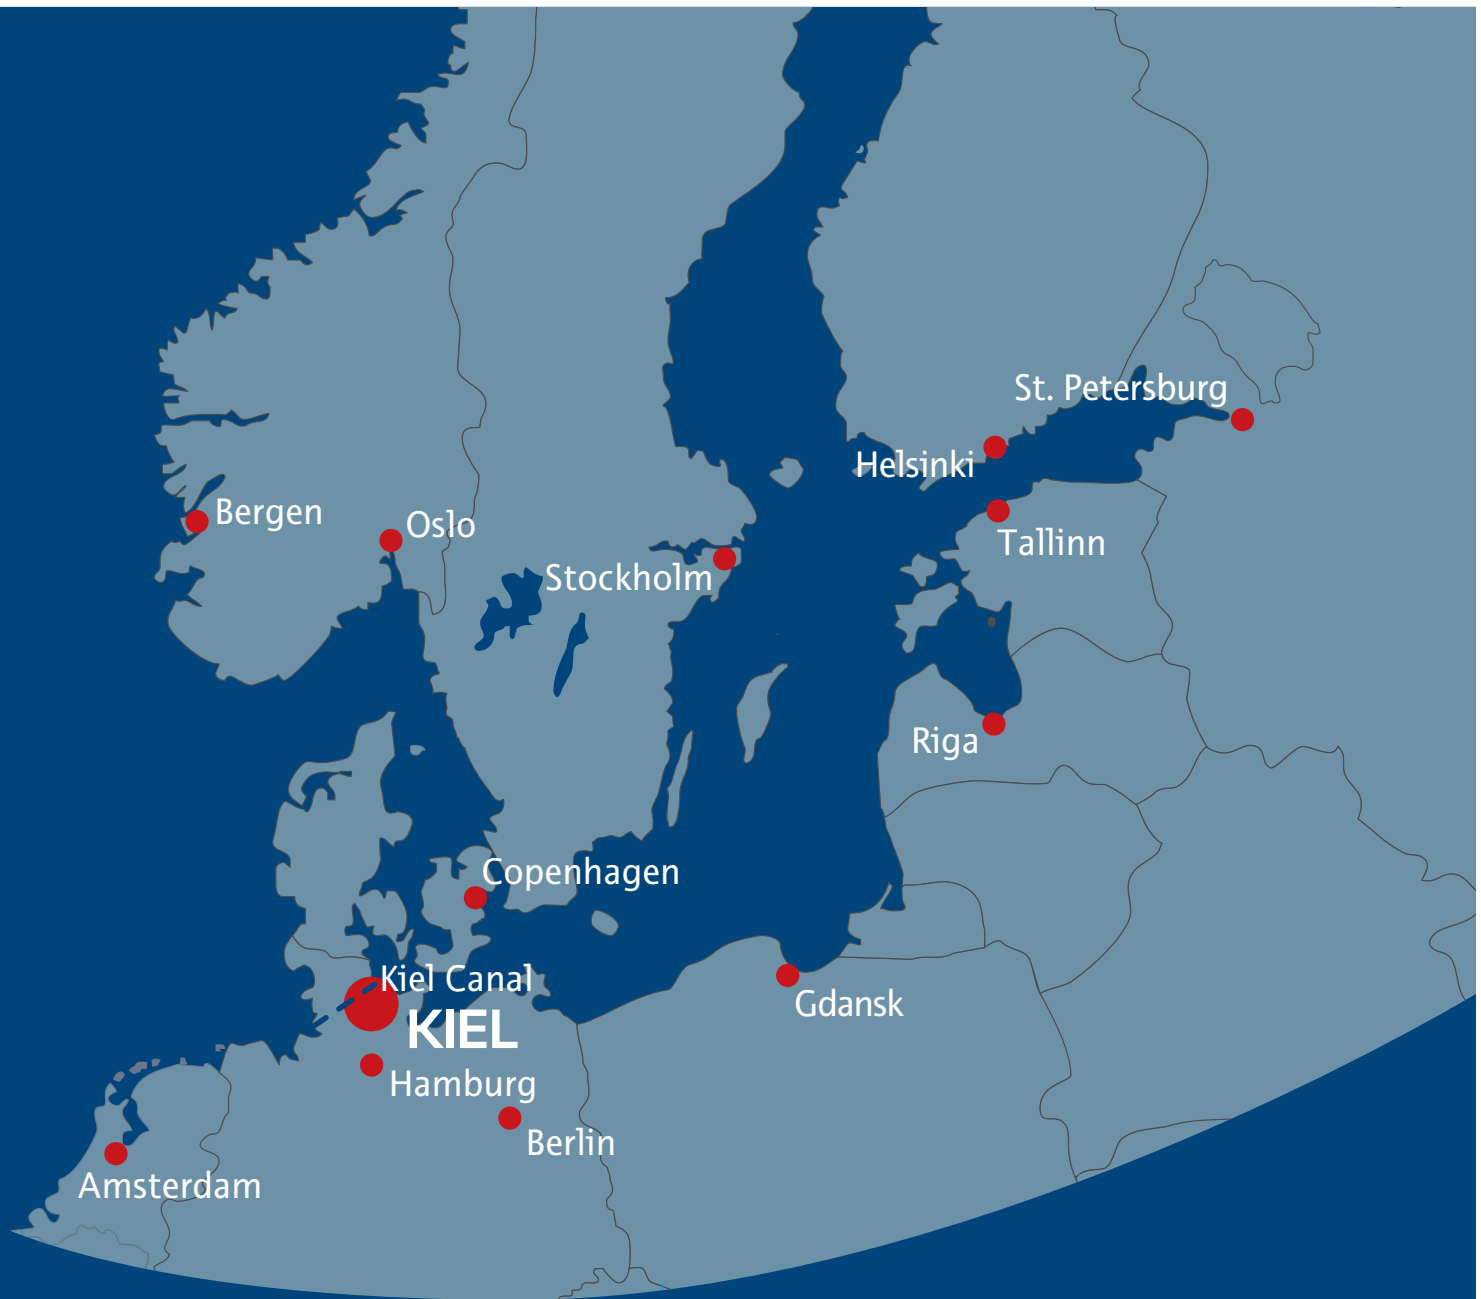 St. Petersburg
Helsinki
Bergen
Oslo
Tallinn
Stockholm
Riga
Copenhagen
Kiel Canal
Gdansk
KIEL
Hamburg
Berlin
Amsterdam